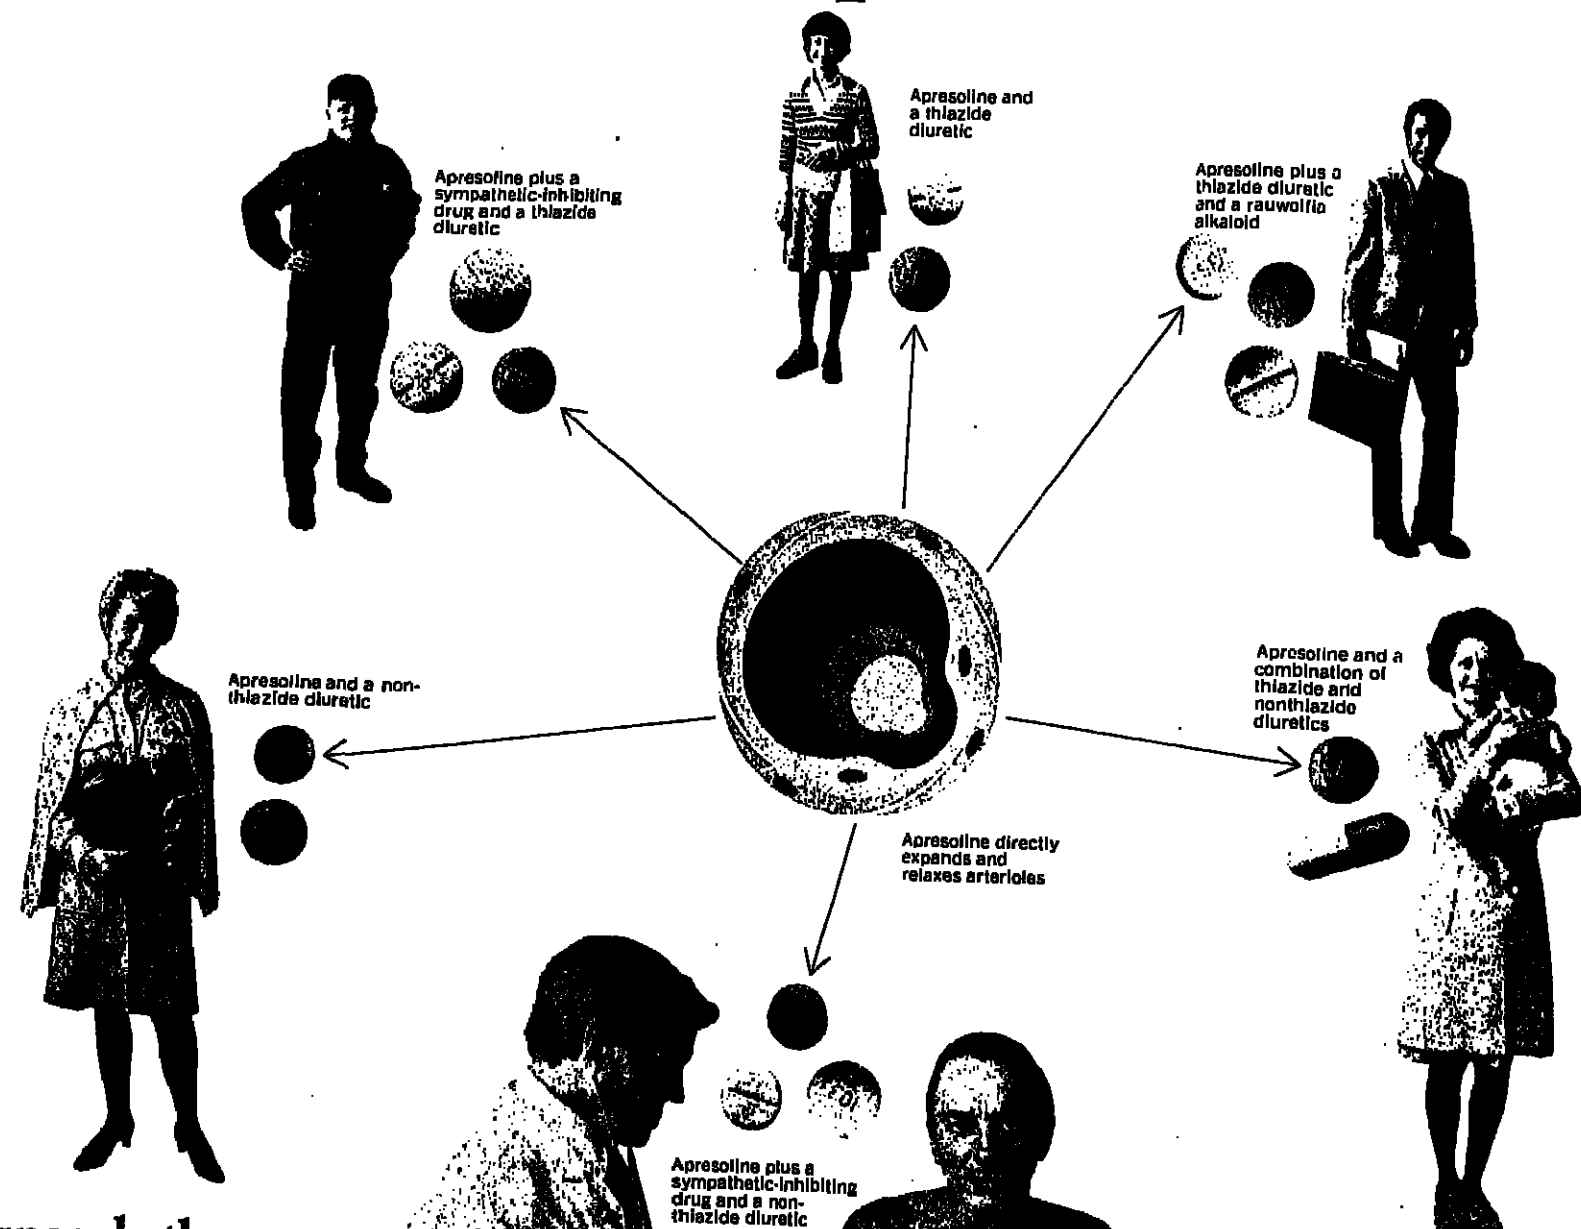 Apresoline and
a thiazide
diuretic
Apresoline plus a
sympathetic-inhibiting
drug and a thiazide
diuretic
Apresoline plus a
thiazide diuretic
and a rauwolfia
alkaloid
Apresoline and a non-
thiazide diuretic
Apresoline and a
combination of
thiazide and
nonthiazide
diuretics
Apresoline directly
expands and
relaxes arterioles
Apresoline plus a
sympathetic-inhibiting
drug and a non-
thiazide diuretic